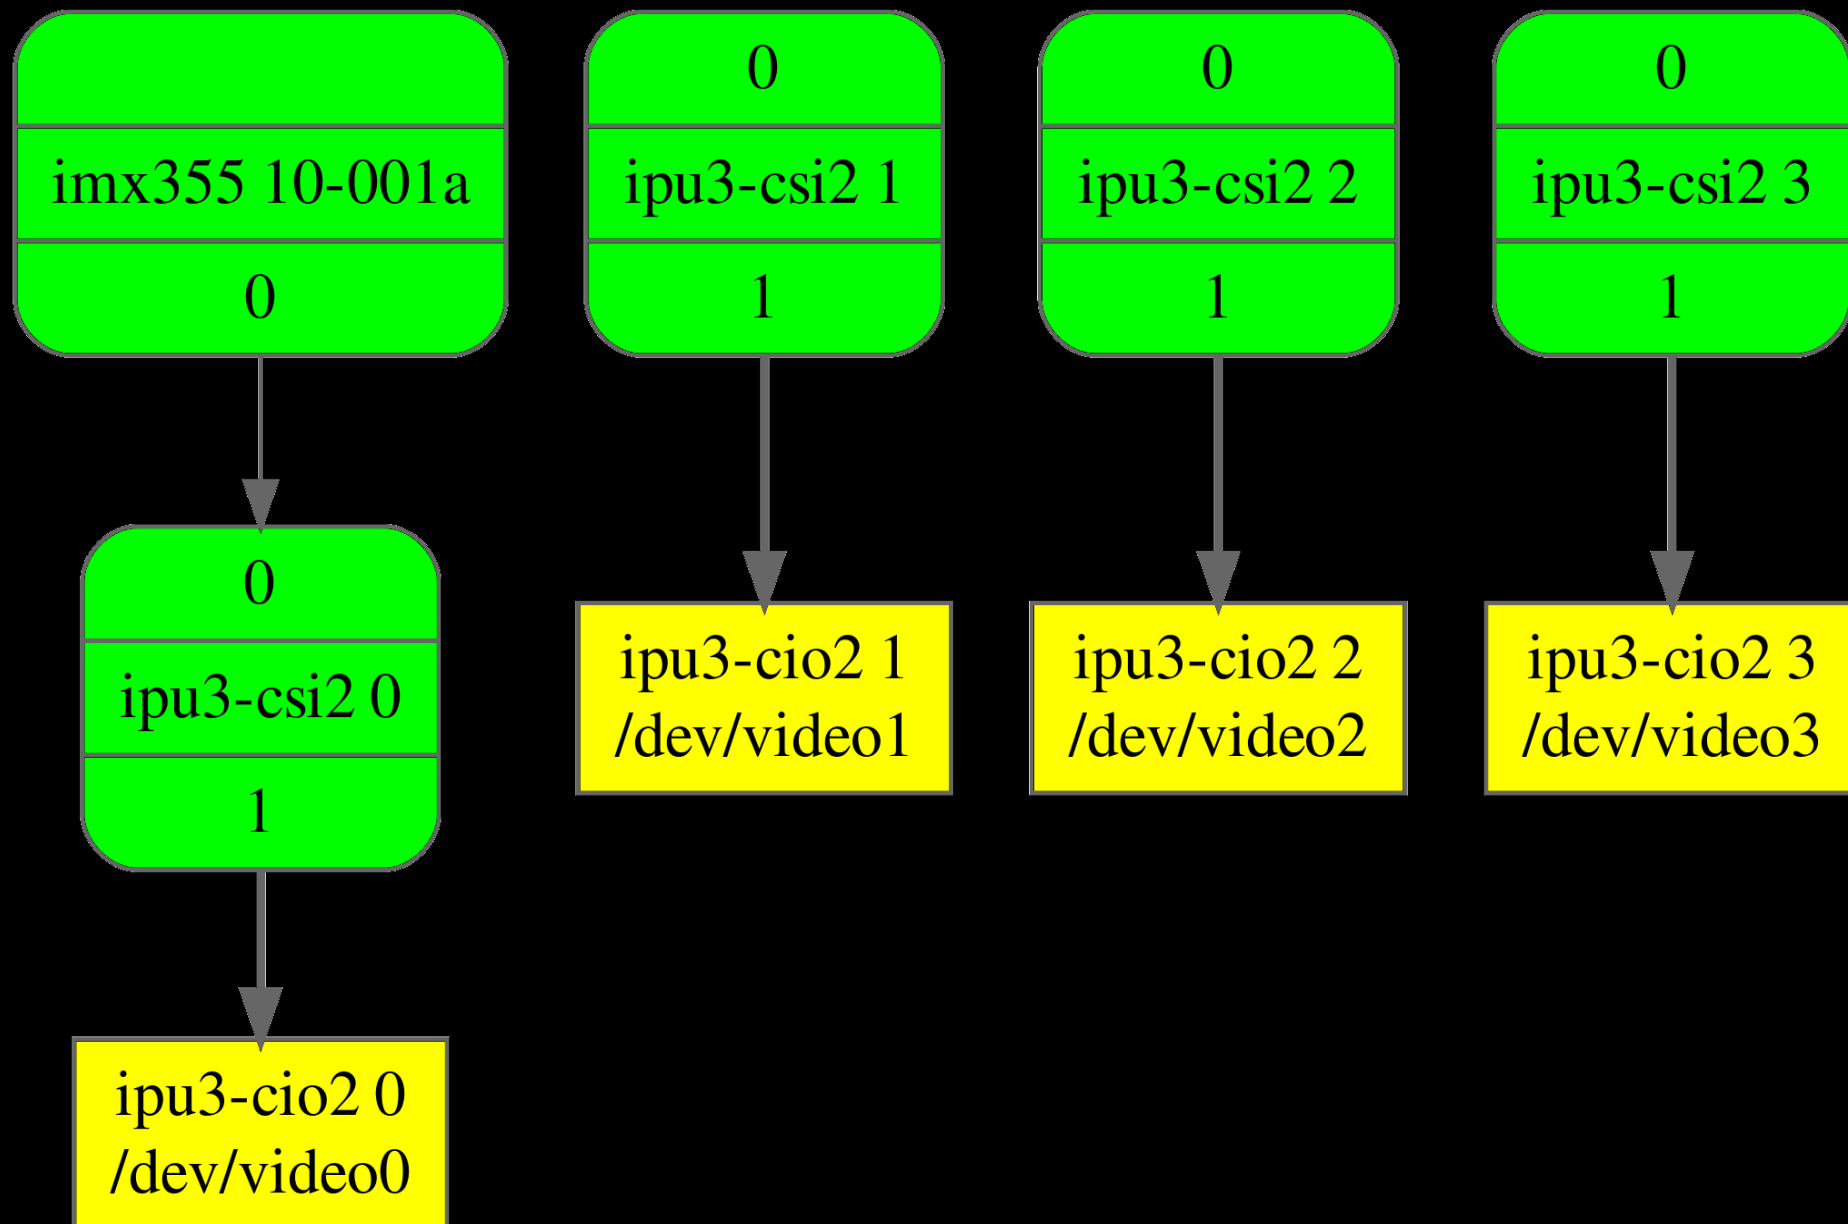 imx355 10-001a
0
0
ipu3-csi2 0
1
ipu3-cio2 0
/dev/video0
0
ipu3-csi2 1
1
ipu3-cio2 1
/dev/video1
0
ipu3-csi2 2
1
ipu3-cio2 2
/dev/video2
0
ipu3-csi2 3
1
ipu3-cio2 3
/dev/video3